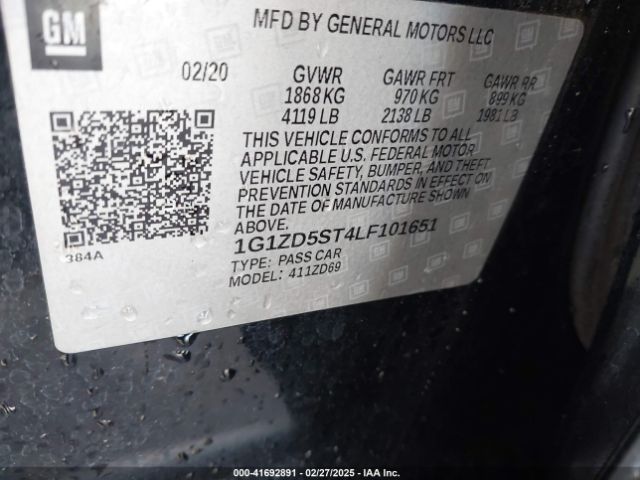 GM
MFD BY GENERAL MOTORS LLC
02/20 GVWR GAWR FRT GAWR RR
1868 KG 970 KG 899 KG
4119 LB 2138 LB 1981 LB
THIS VEHICLE CONFORMS TO ALL
APPLICABLE U.S. FEDERAL MOTOR
VEHICLE SAFETY, BUMPER, AND THEFT
PREVENTION STANDARDS IN EFFECT ON
THE DATE OF MANUFACTURE SHOWN
ABOVE.
1G1ZD5ST4LF101651
384A
TYPE: PASS CAR
MODEL: 411ZD69
000-41692891 - 02/27/2025 - IAA Inc.